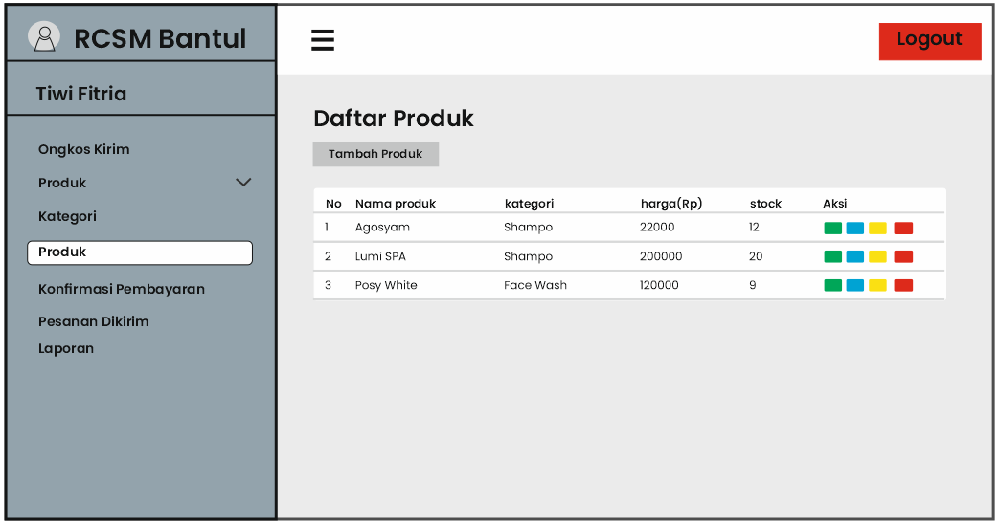 RCSM Bantul
Logout
Tiwi Fitria
Ongkos Kirim
Produk
Kategori
Produk
Konfirmasi Pembayaran
Pesanan Dikirim
Laporan
Daftar Produk
Tambah Produk
No Nama produk kategori harga(Rp) stock Aksi
1 Agosyam Shampo 22000 12
2 Lumi SPA Shampo 200000 20
3 Posy White Face Wash 120000 9